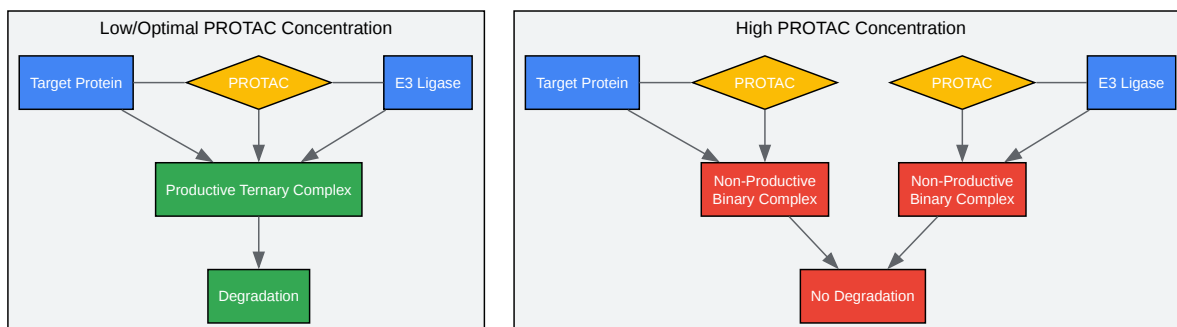 Low/Optimal PROTAC Concentration
Target Protein
PROTAC
E3 Ligase
Productive Ternary Complex
Degradation
High PROTAC Concentration
Target Protein
PROTAC
PROTAC
E3 Ligase
Non-Productive
Binary Complex
Non-Productive
Binary Complex
No Degradation